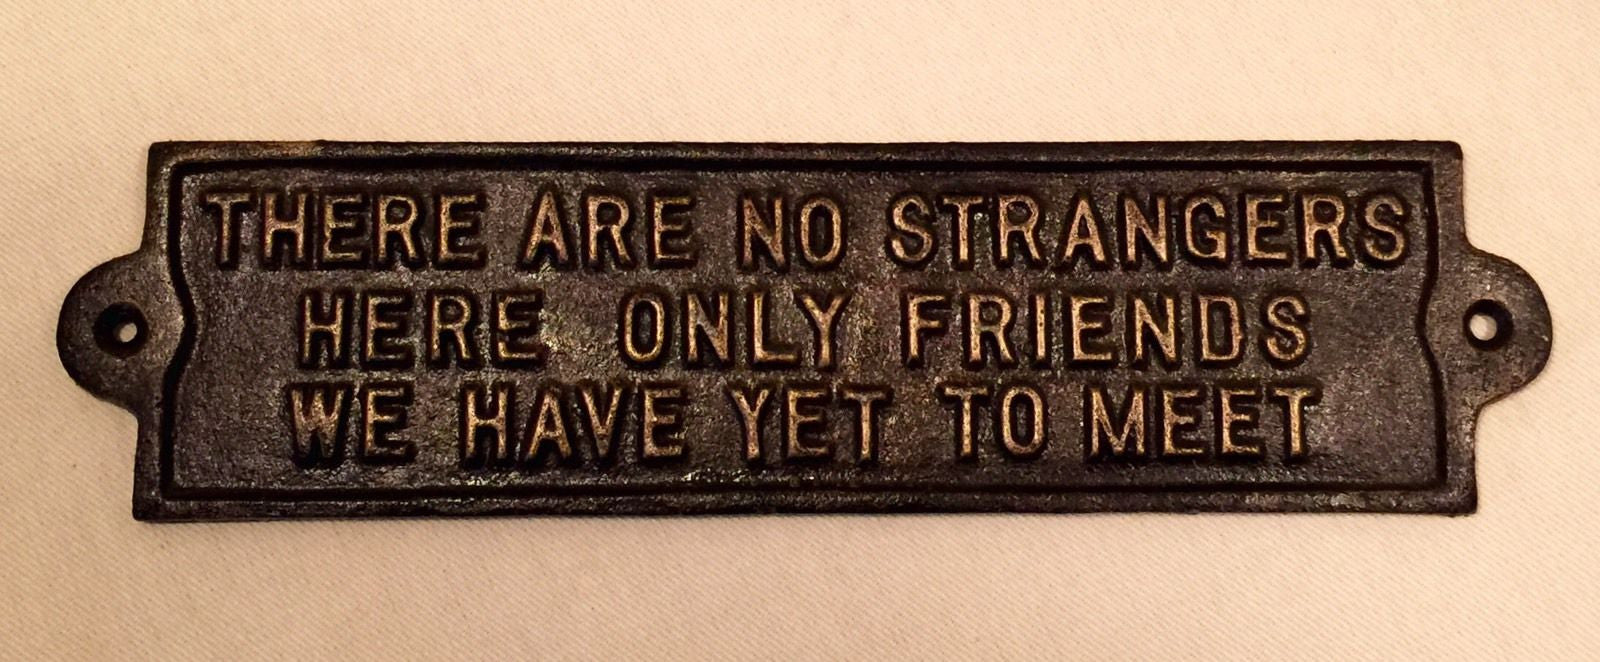 THERE ARE NO STRANGERS
HERE ONLY FRIENDS
WE HAVE YET TO MEET